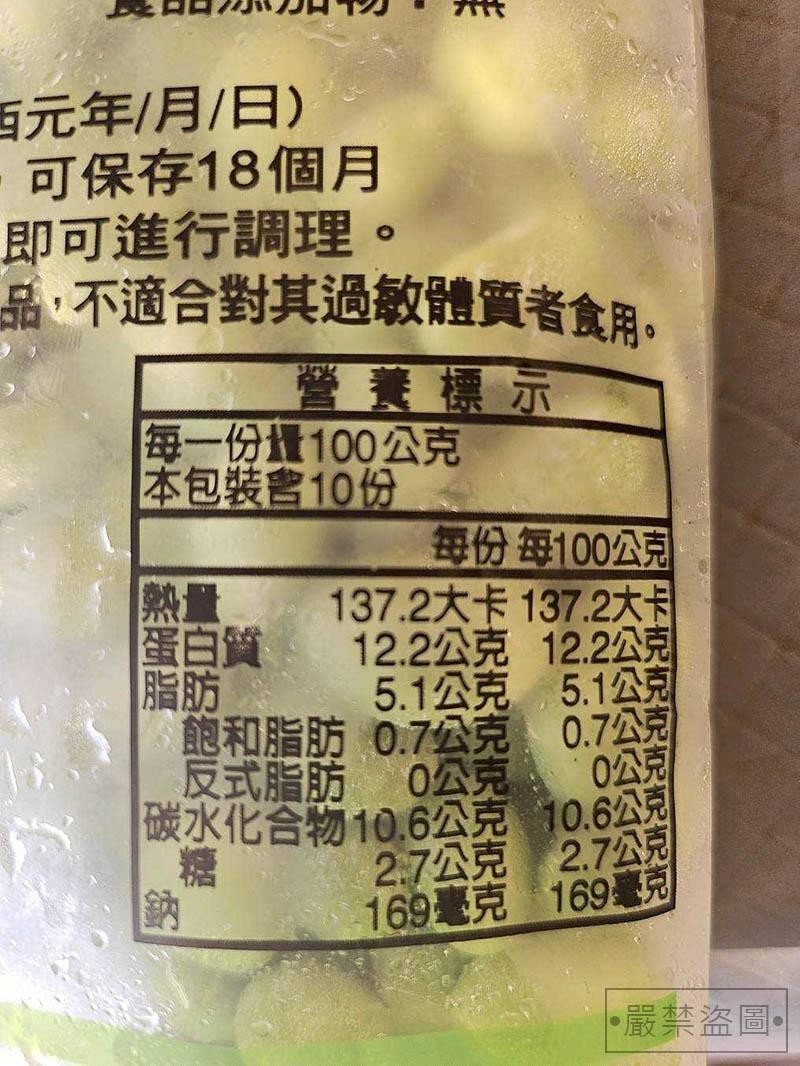 食品添加物：無
西元年/月/日）
，可保存18個月
即可進行調理。
品，不適合對其過敏體質者食用。
營養標示
每一份量100公克
本包裝含10份
每份 每100公克
熱量 137.2大卡 137.2大卡
蛋白質 12.2公克 12.2公克
脂肪 5.1公克 5.1公克
飽和脂肪 0.7公克 0.7公克
反式脂肪 0公克 0公克
碳水化合物 10.6公克 10.6公克
糖 2.7公克 2.7公克
鈉 169毫克 169毫克
•嚴禁盜圖•